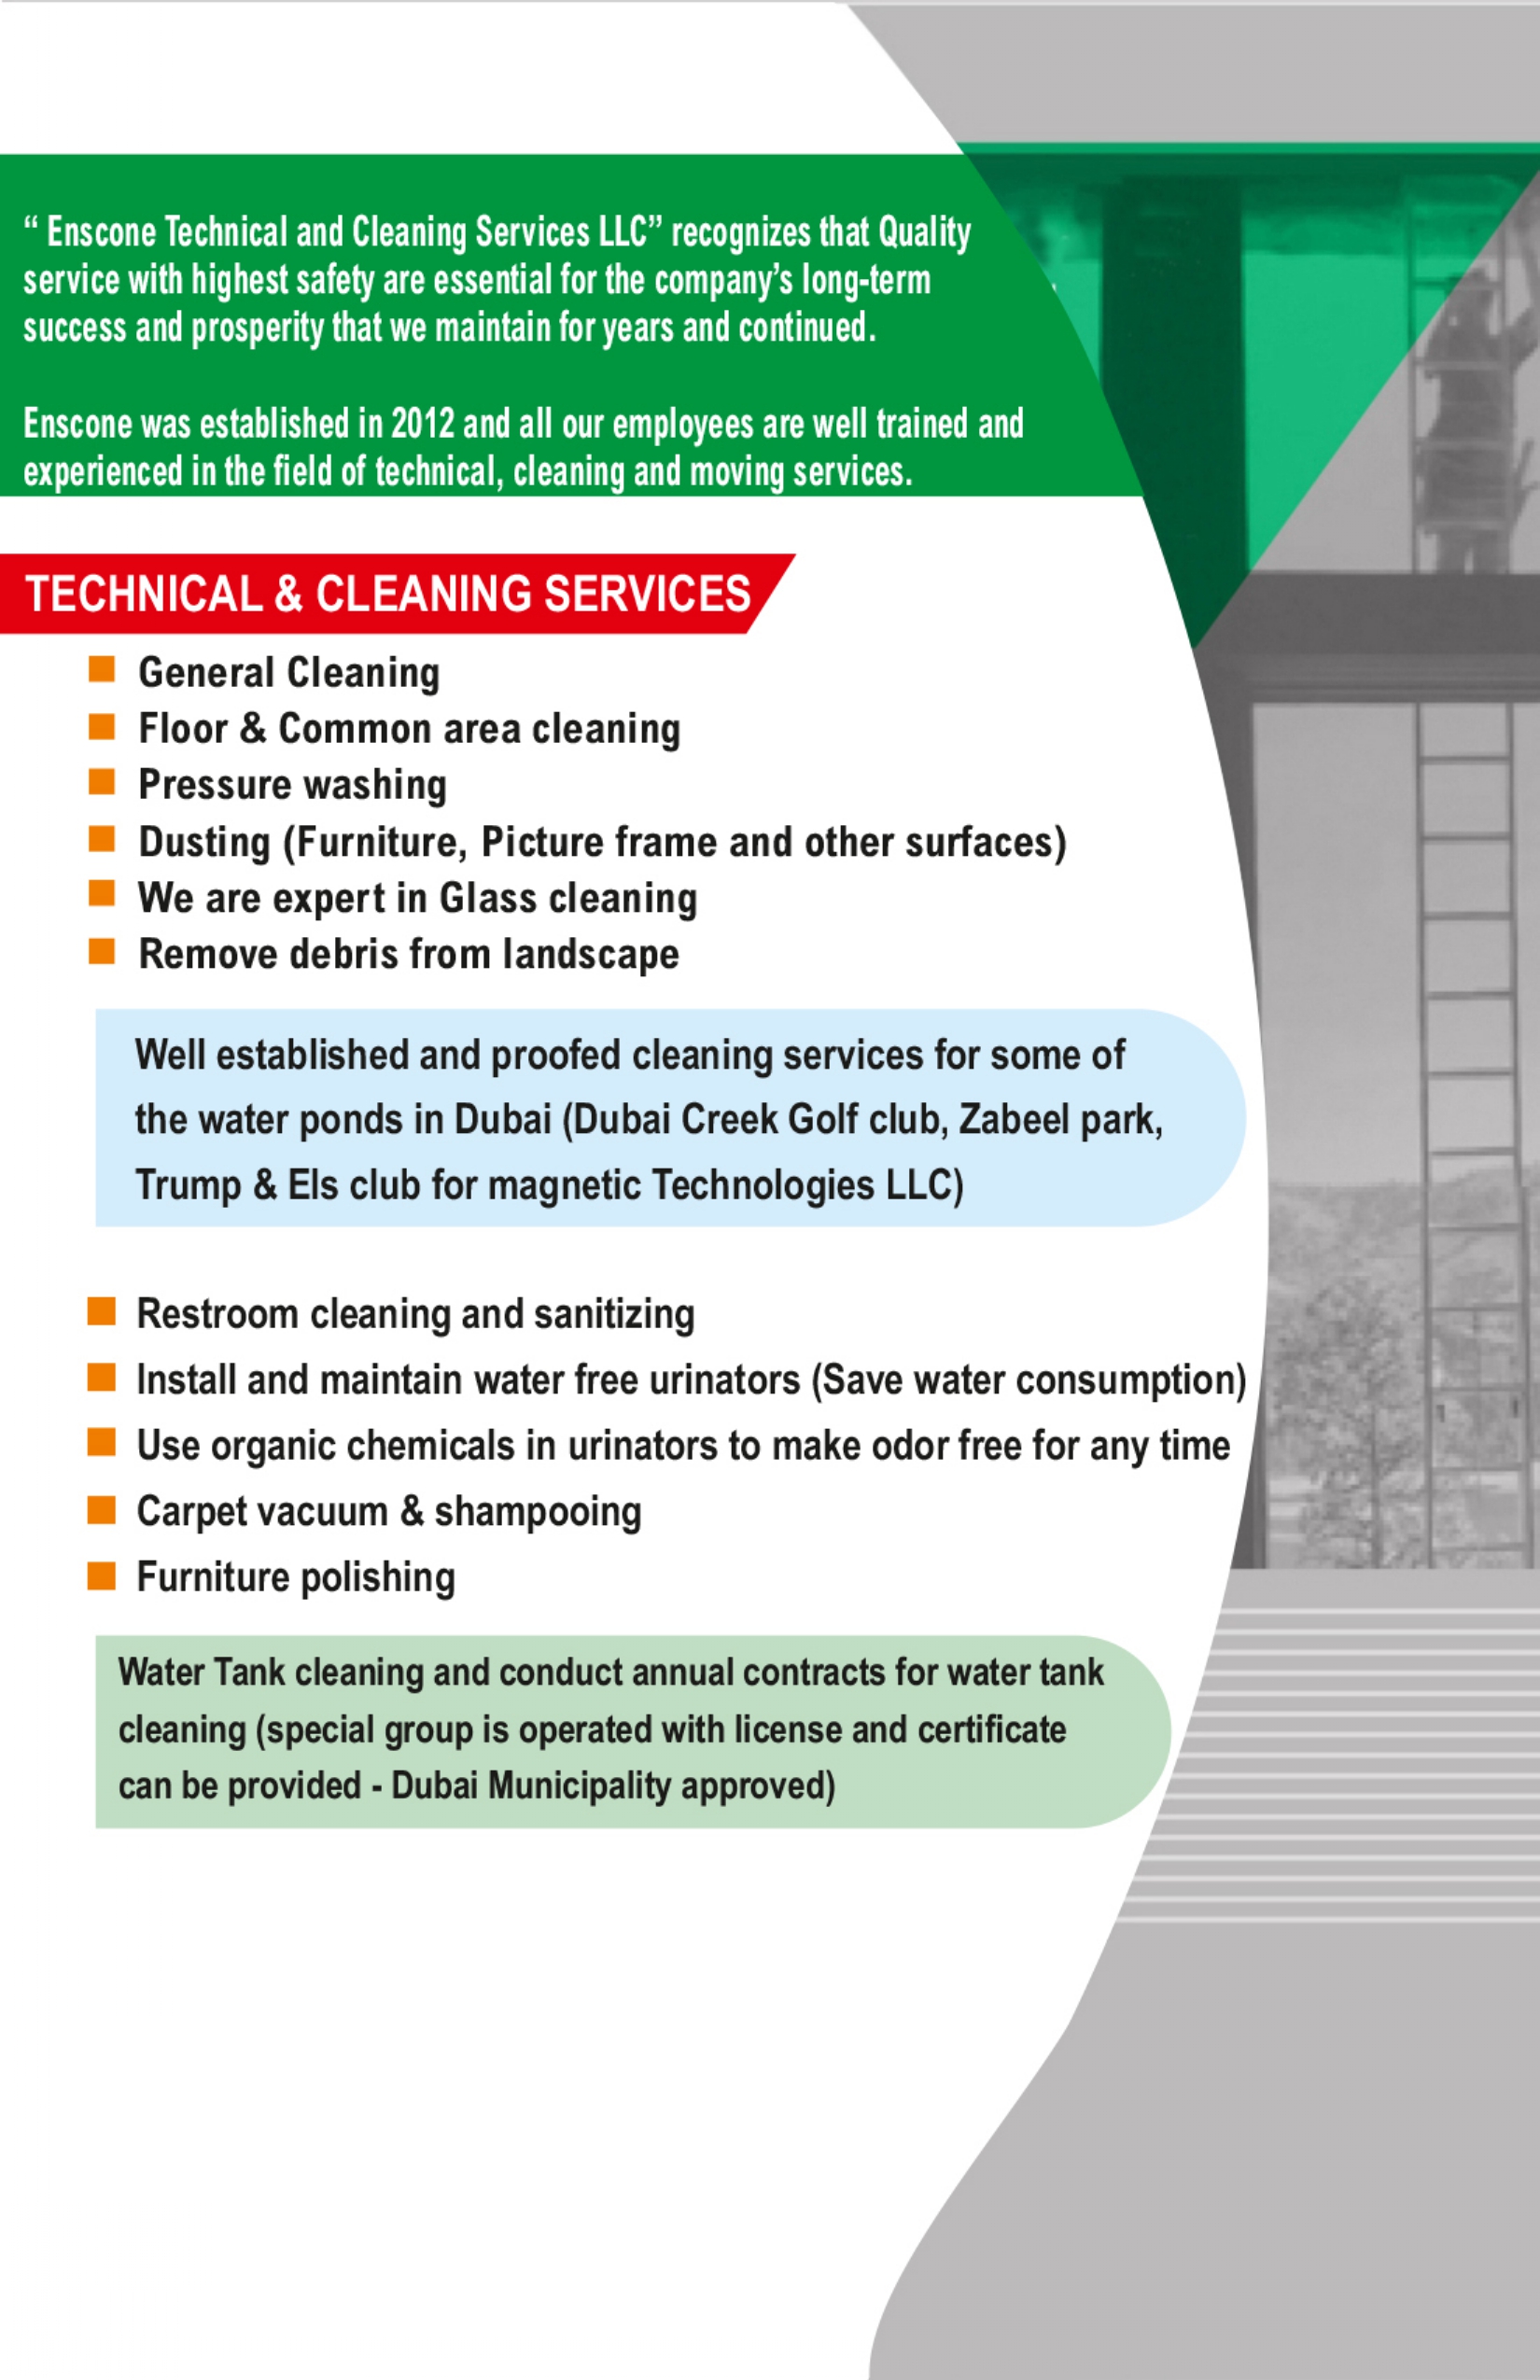 “ Enscone Technical and Cleaning Services LLC” recognizes that Quality
service with highest safety are essential for the company’s long-term
success and prosperity that we maintain for years and continued.
Enscone was established in 2012 and all our employees are well trained and
experienced in the field of technical, cleaning and moving services.
TECHNICAL & CLEANING SERVICES
General Cleaning
Floor & Common area cleaning
Pressure washing
Dusting (Furniture, Picture frame and other surfaces)
We are expert in Glass cleaning
Remove debris from landscape
Well established and proofed cleaning services for some of
the water ponds in Dubai (Dubai Creek Golf club, Zabeel park,
Trump & Els club for magnetic Technologies LLC)
Restroom cleaning and sanitizing
Install and maintain water free urinators (Save water consumption)
Use organic chemicals in urinators to make odor free for any time
Carpet vacuum & shampooing
Furniture polishing
Water Tank cleaning and conduct annual contracts for water tank
cleaning (special group is operated with license and certificate
can be provided - Dubai Municipality approved)